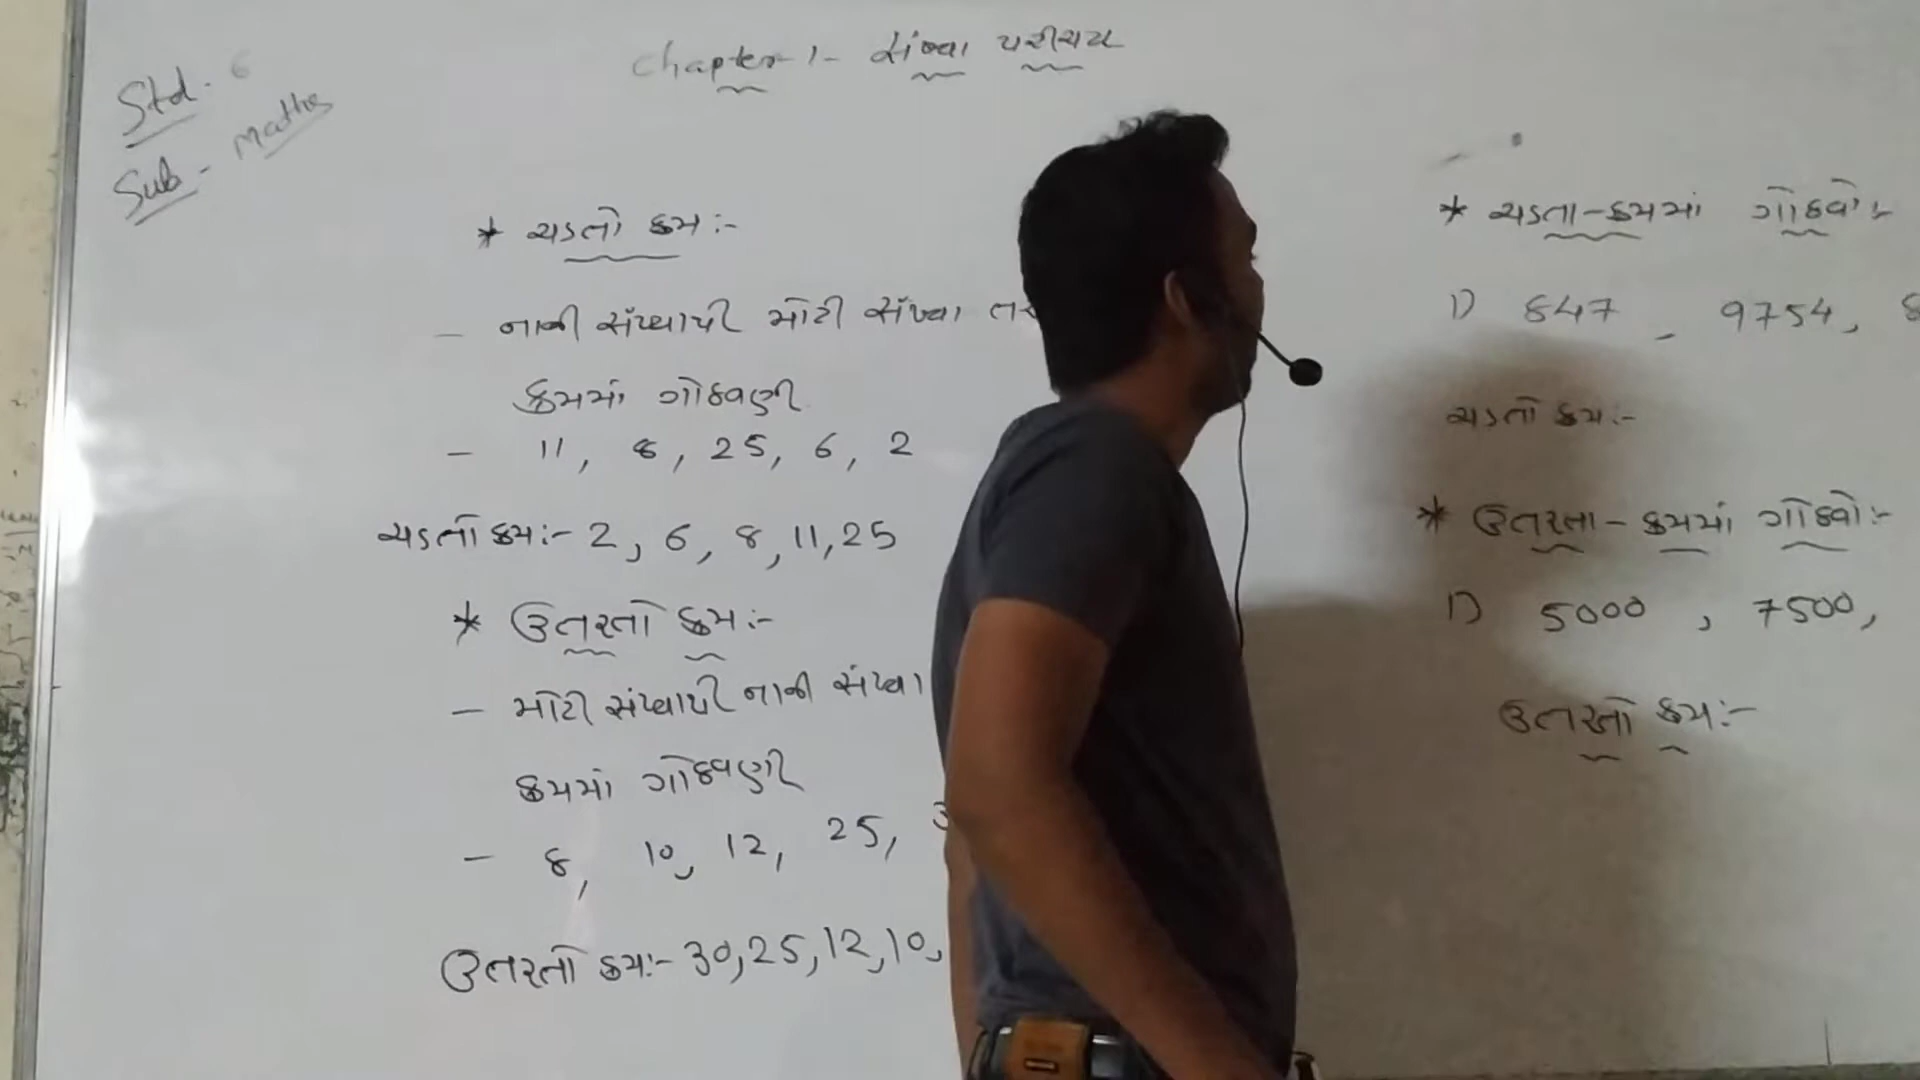 Std. 6
Sub - Maths
Chapter-1- સંખ્યા પરીચય
* ચડતો ક્રમ :-
- નાની સંખ્યાથી મોટી સંખ્યા
ક્રમમાં ગોઠવણી
- 11, 8, 25, 6, 2
ચડતો ક્રમ:- 2, 6, 8, 11, 25
* ઉતરતો ક્રમ:-
- મોટી સંખ્યાથી નાની સંખ્યા
ક્રમમાં ગોઠવણી
- 8, 10, 12, 25,
ઉતરતો ક્રમ:- 30, 25, 12, 10,
* ચડતા-ક્રમમાં ગોઠવો:-
1) 847, 9754,
ચડતો ક્રમ:-
* ઉતરતા-ક્રમમાં ગોઠવો:-
1) 5000, 7500,
ઉતરતો ક્રમ:-